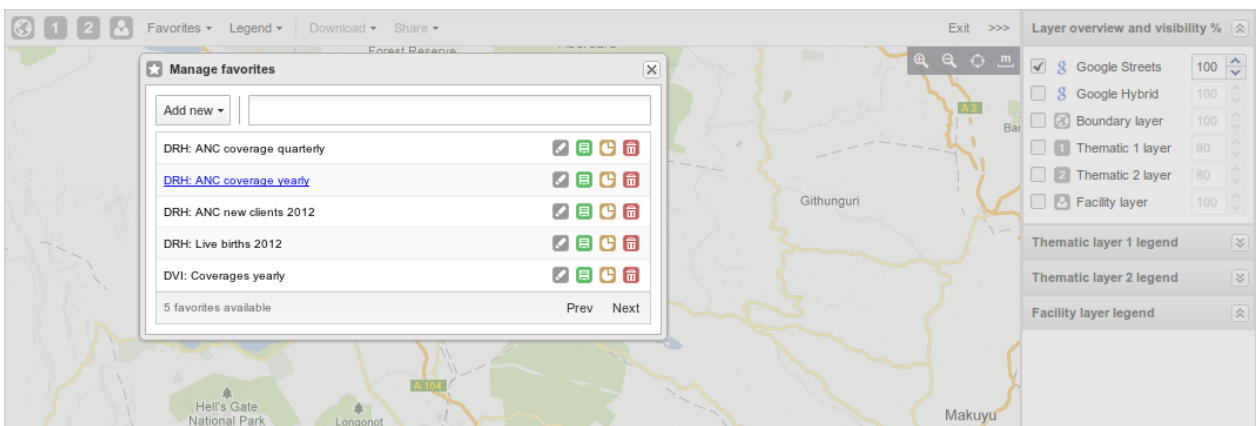 1 2 Favorites Legend Download Share Exit >>>
Layer overview and visibility %
Forest Reserve
Manage favorites
Add new
DRH: ANC coverage quarterly
DRH: ANC coverage yearly
DRH: ANC new clients 2012
DRH: Live births 2012
DVI: Coverages yearly
5 favorites available Prev Next
m
A 2
Githunguri
A 104
Hell's Gate
National Park
Longonot
Makuyu
Google Streets 100
Google Hybrid 100
Boundary layer 100
1 Thematic 1 layer 80
2 Thematic 2 layer 80
Facility layer 100
Thematic layer 1 legend
Thematic layer 2 legend
Facility layer legend